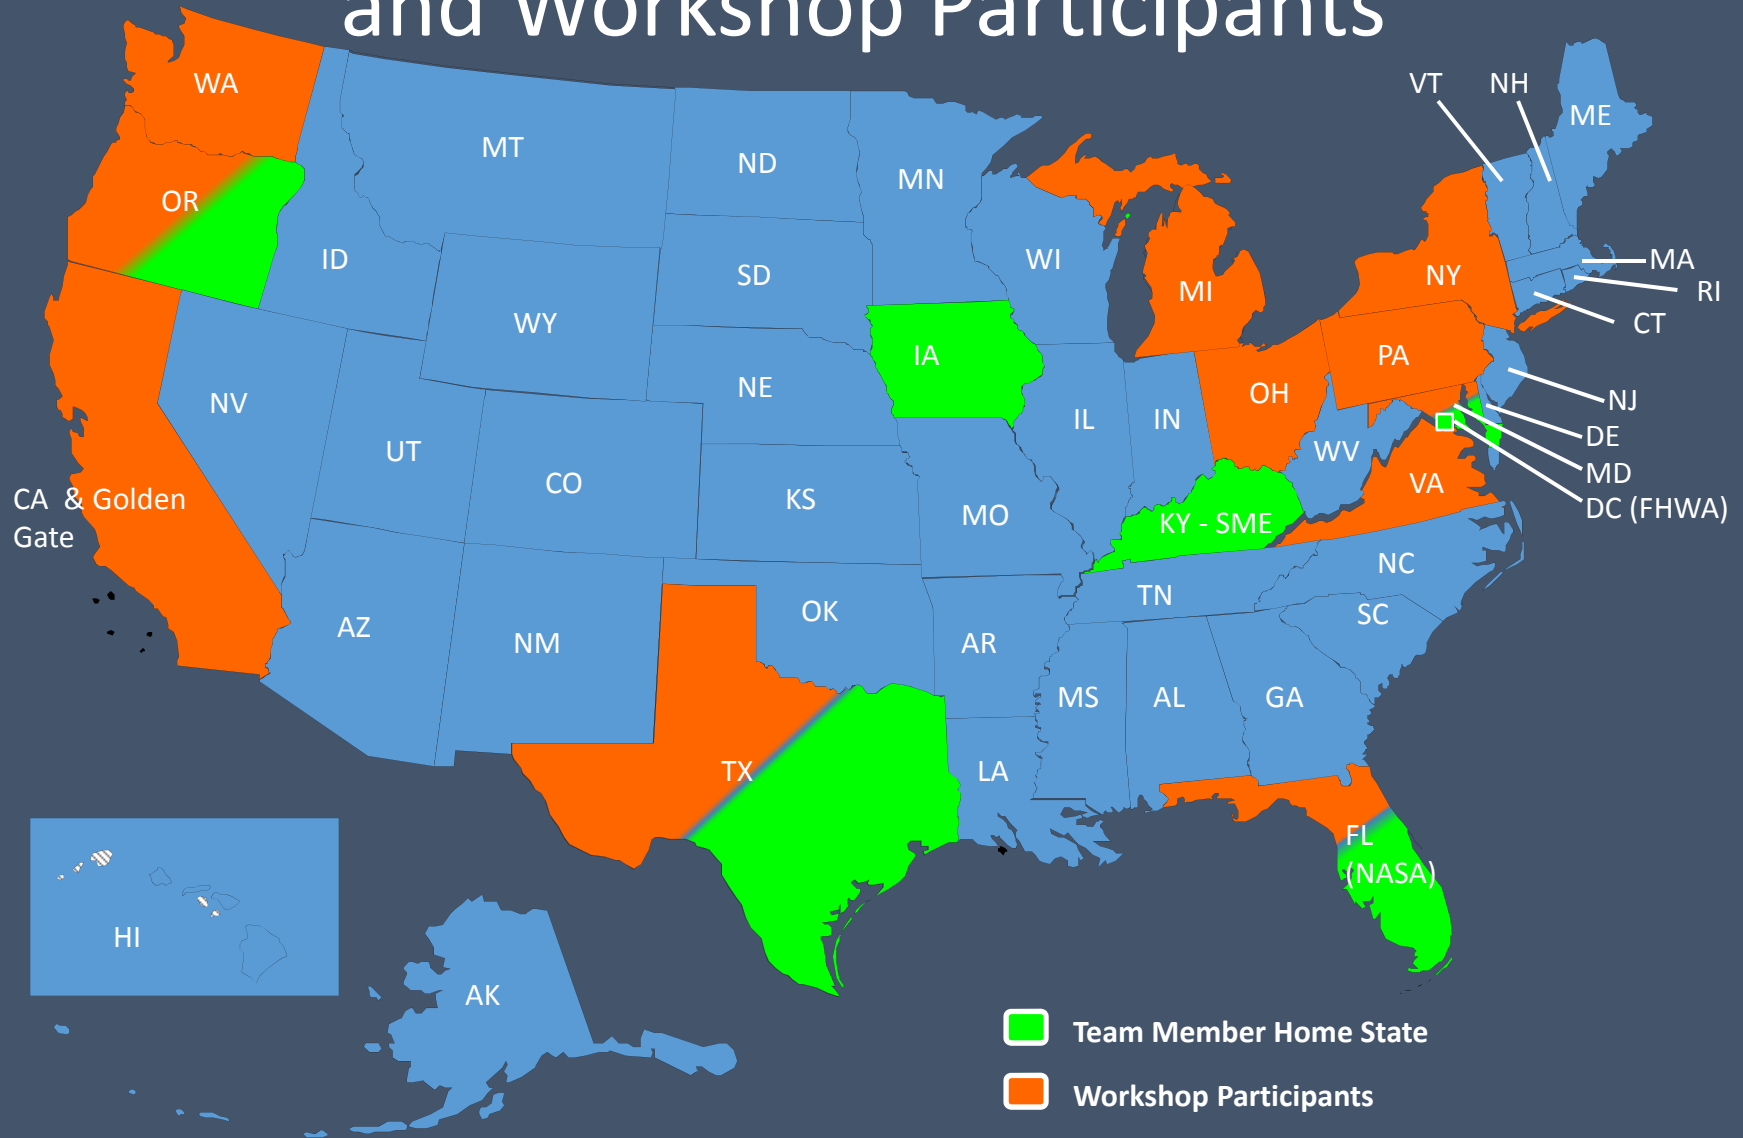 and Workshop Participants
WA
MT
ND
MN
VT
NH
ME
OR
ID
SD
WI
MI
NY
MA
RI
CT
WY
IA
PA
NE
NV
OH
NJ
IL
IN
DE
UT
CO
WV
MD
VA
DC (FHWA)
CA & Golden
Gate
KS
MO
KY - SME
NC
TN
SC
AZ
NM
OK
AR
MS
AL
GA
TX
LA
FL
(NASA)
HI
AK
Team Member Home State
Workshop Participants